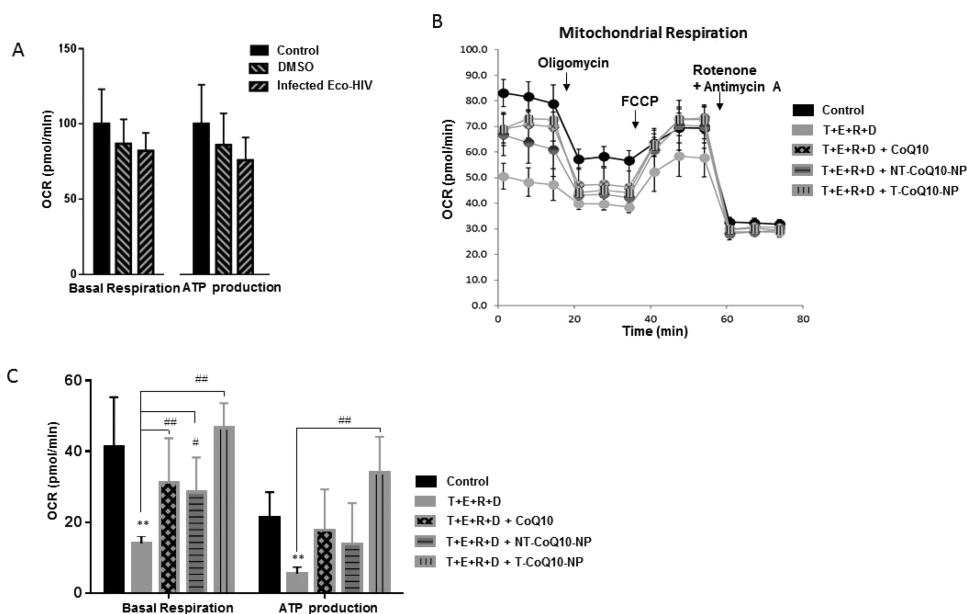 A
OCR (pmol/min)
150
100
50
0
Basal Respiration
ATP production
Control
DMSO
Infected Eco-HIV
B
Mitochondrial Respiration
OCR (pmol/min)
100.0
90.0
80.0
70.0
60.0
50.0
40.0
30.0
20.0
10.0
0.0
Oligomycin
FCCP
Rotenone
+ Antimycin A
0
20
40
60
80
Time (min)
Control
T+E+R+D
T+E+R+D + CoQ10
T+E+R+D + NT-CoQ10-NP
T+E+R+D + T-CoQ10-NP
C
OCR (pmol/min)
60
40
20
0
##
##
#
**
##
**
Basal Respiration
ATP production
Control
T+E+R+D
T+E+R+D + CoQ10
T+E+R+D + NT-CoQ10-NP
T+E+R+D + T-CoQ10-NP